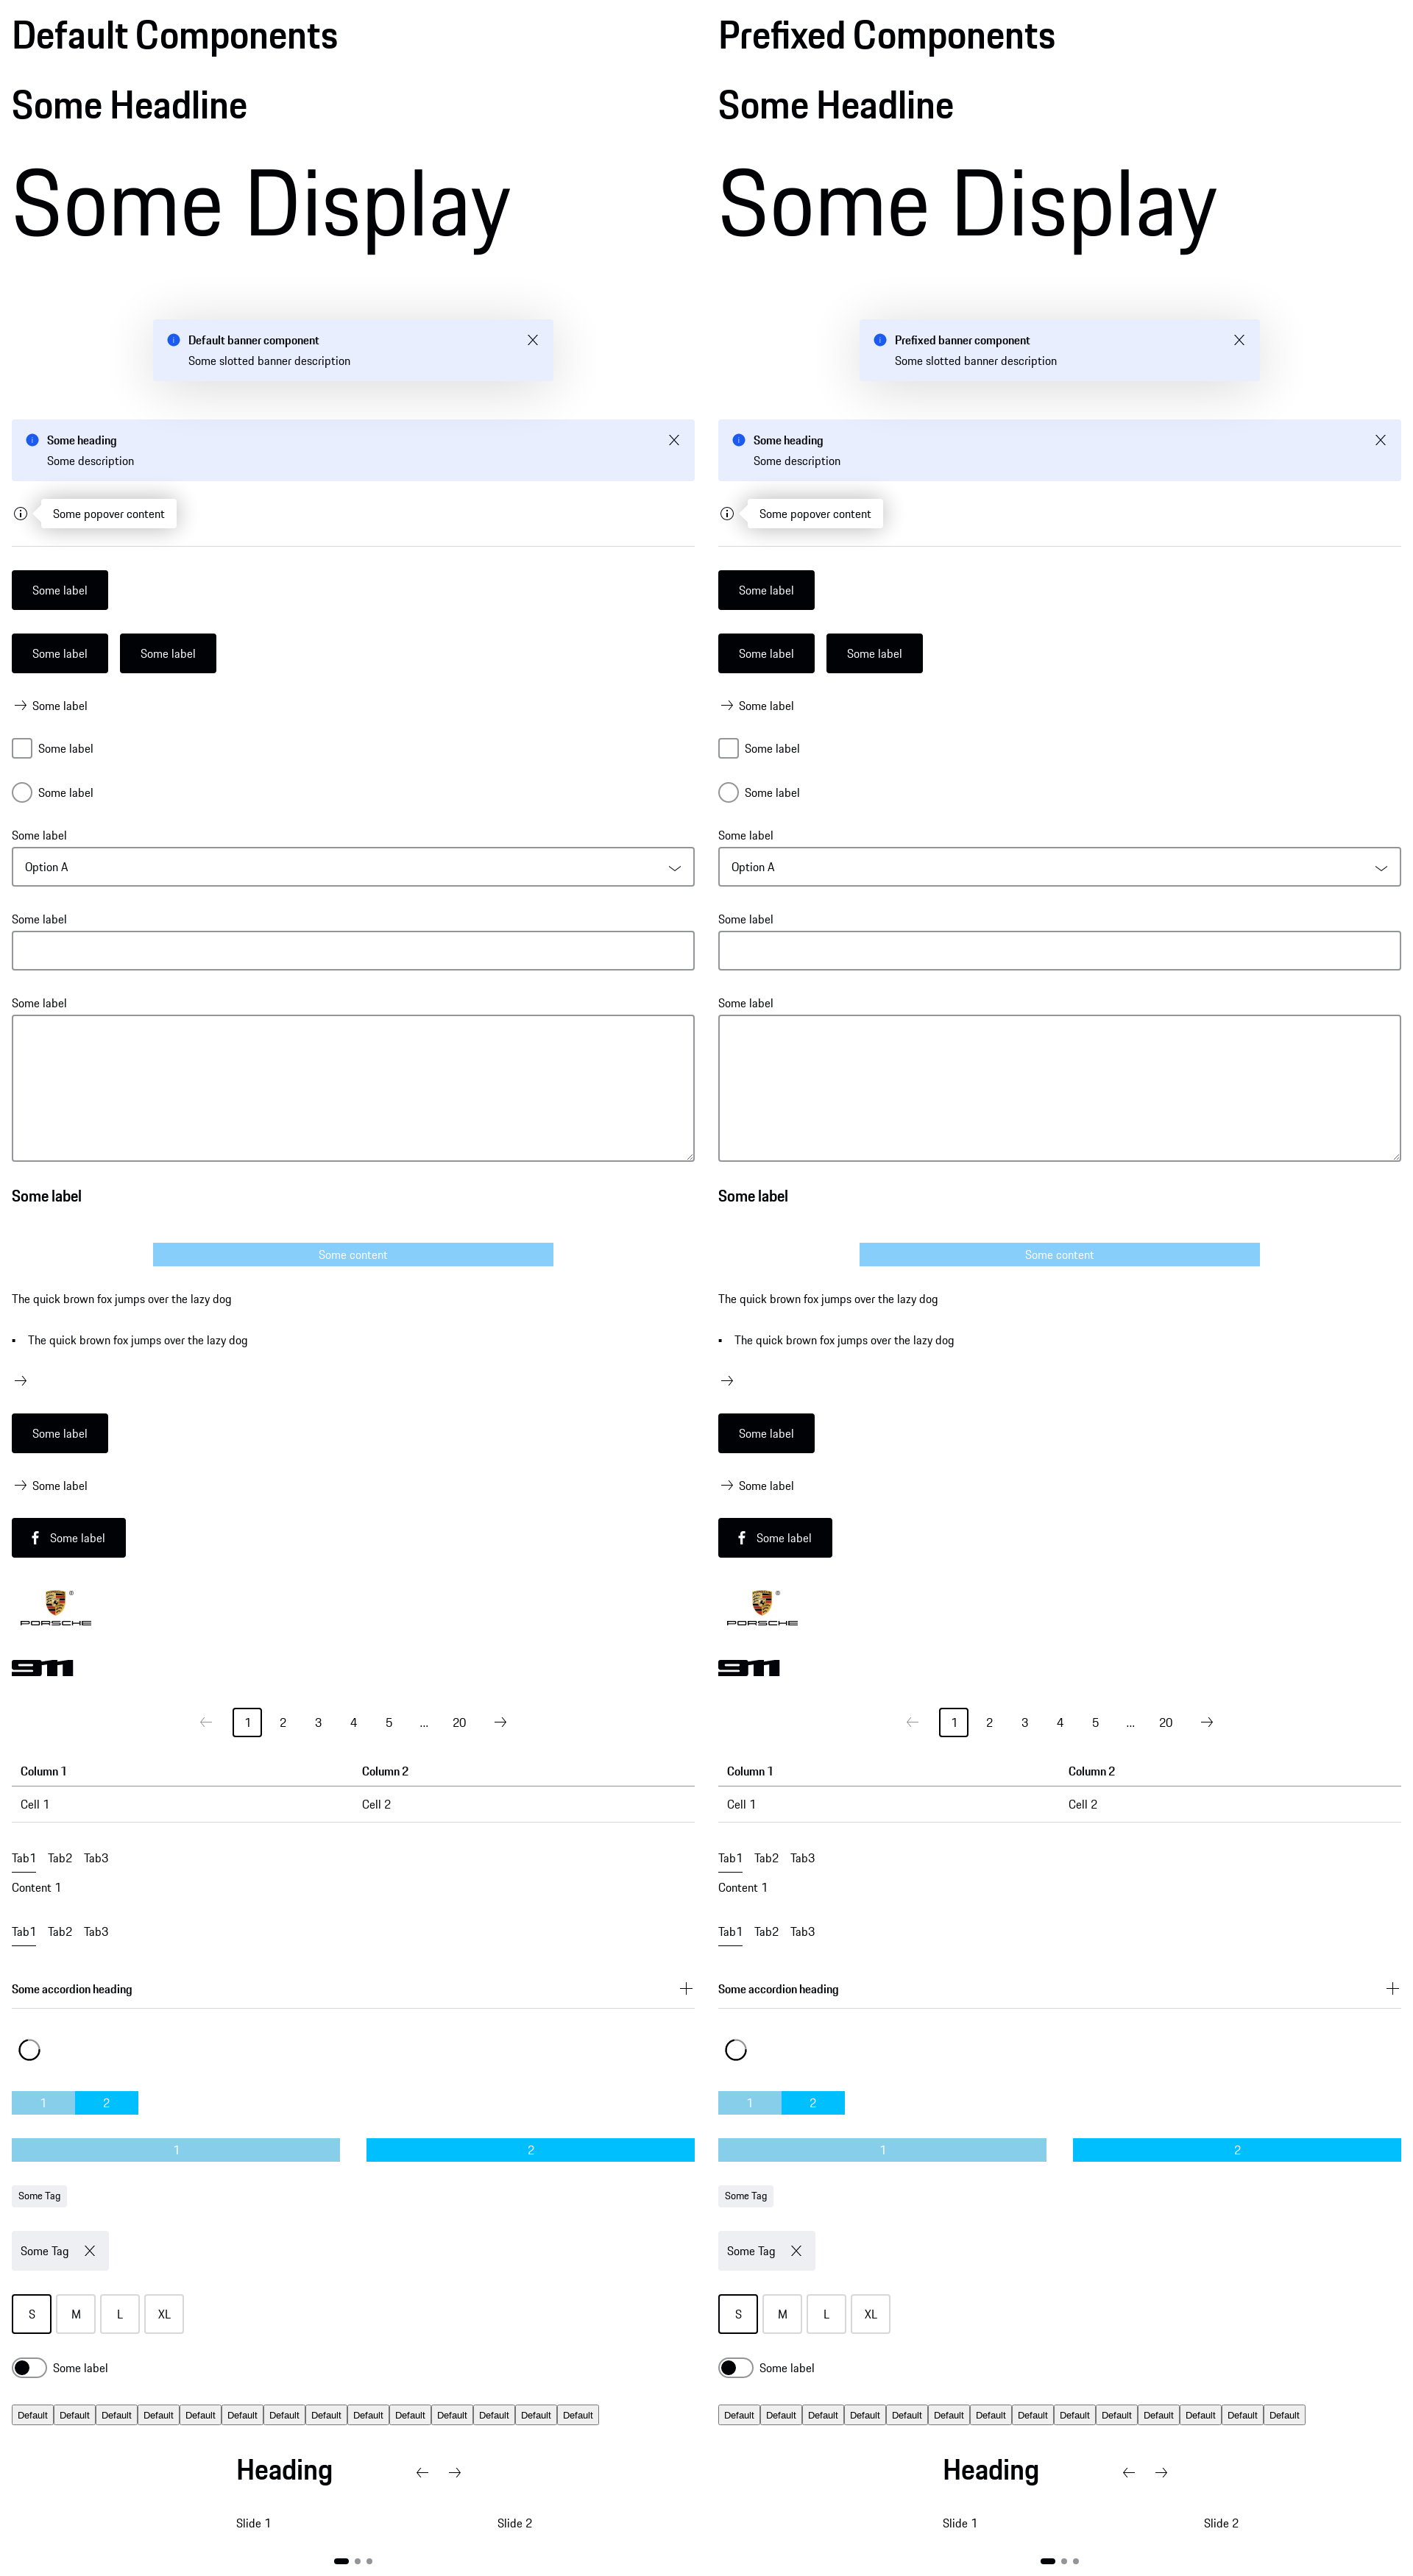 Default Components
Some Headline
Some Display
Default banner component
Some slotted banner description
Some heading
Some description
Some popover content
Some label
Some label Some label
Some label
Some label
Some label
Some label
Option A
Some label
Some label
Some label
Some content
The quick brown fox jumps over the lazy dog
• The quick brown fox jumps over the lazy dog
Some label
Some label
Some label
PORSCHE
911
1 2 3 4 5 ... 20
Column 1 Column 2
Cell 1 Cell 2
Tab1 Tab2 Tab3
Content 1
Tab1 Tab2 Tab3
Some accordion heading
1 2
1 2
Some Tag
Some Tag
S M L XL
Some label
Default Default Default Default Default Default Default Default Default Default Default Default Default Default
Heading
Slide 1 Slide 2
Prefixed Components
Some Headline
Some Display
Prefixed banner component
Some slotted banner description
Some heading
Some description
Some popover content
Some label
Some label Some label
Some label
Some label
Some label
Some label
Option A
Some label
Some label
Some label
Some content
The quick brown fox jumps over the lazy dog
• The quick brown fox jumps over the lazy dog
Some label
Some label
Some label
PORSCHE
911
1 2 3 4 5 ... 20
Column 1 Column 2
Cell 1 Cell 2
Tab1 Tab2 Tab3
Content 1
Tab1 Tab2 Tab3
Some accordion heading
1 2
1 2
Some Tag
Some Tag
S M L XL
Some label
Default Default Default Default Default Default Default Default Default Default Default Default Default Default
Heading
Slide 1 Slide 2